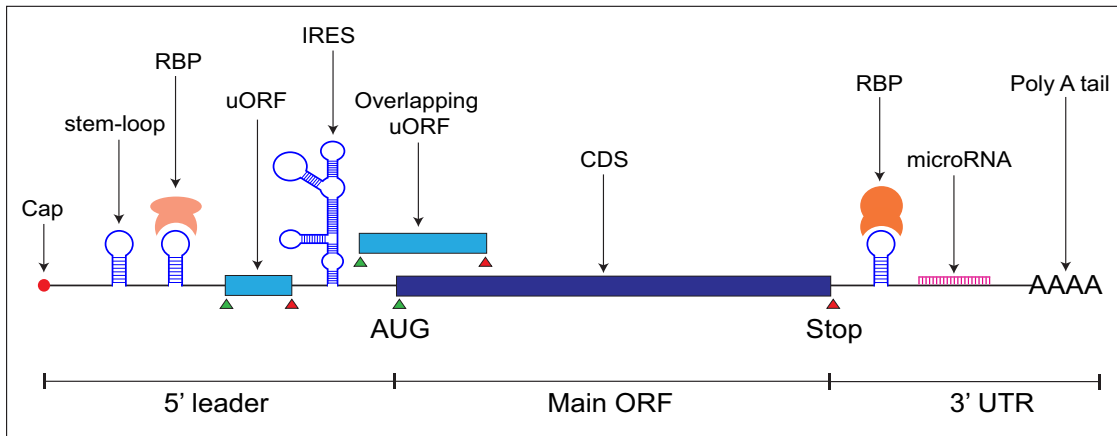 IRES
RBP
RBP
Poly A tail
uORF
Overlapping
uORF
stem-loop
CDS
microRNA
Cap
AAAA
AUG
Stop
5’ leader
Main ORF
3’ UTR